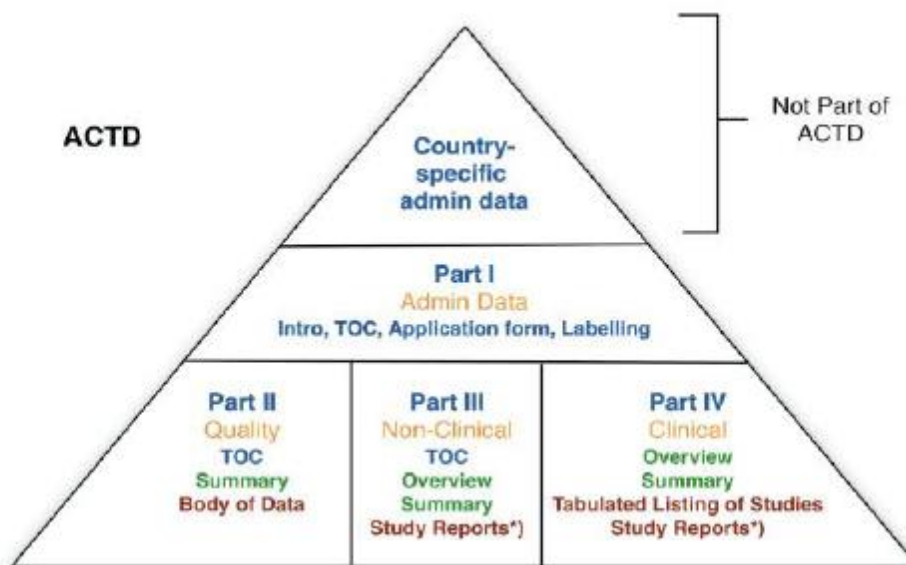 ACTD
Not Part of
ACTD
Country-
specific
admin data
Part I
Admin Data
Intro, TOC, Application form, Labelling
Part II
Quality
TOC
Summary
Body of Data
Part III
Non-Clinical
TOC
Overview
Summary
Study Reports*)
Part IV
Clinical
Overview
Summary
Tabulated Listing of Studies
Study Reports*)